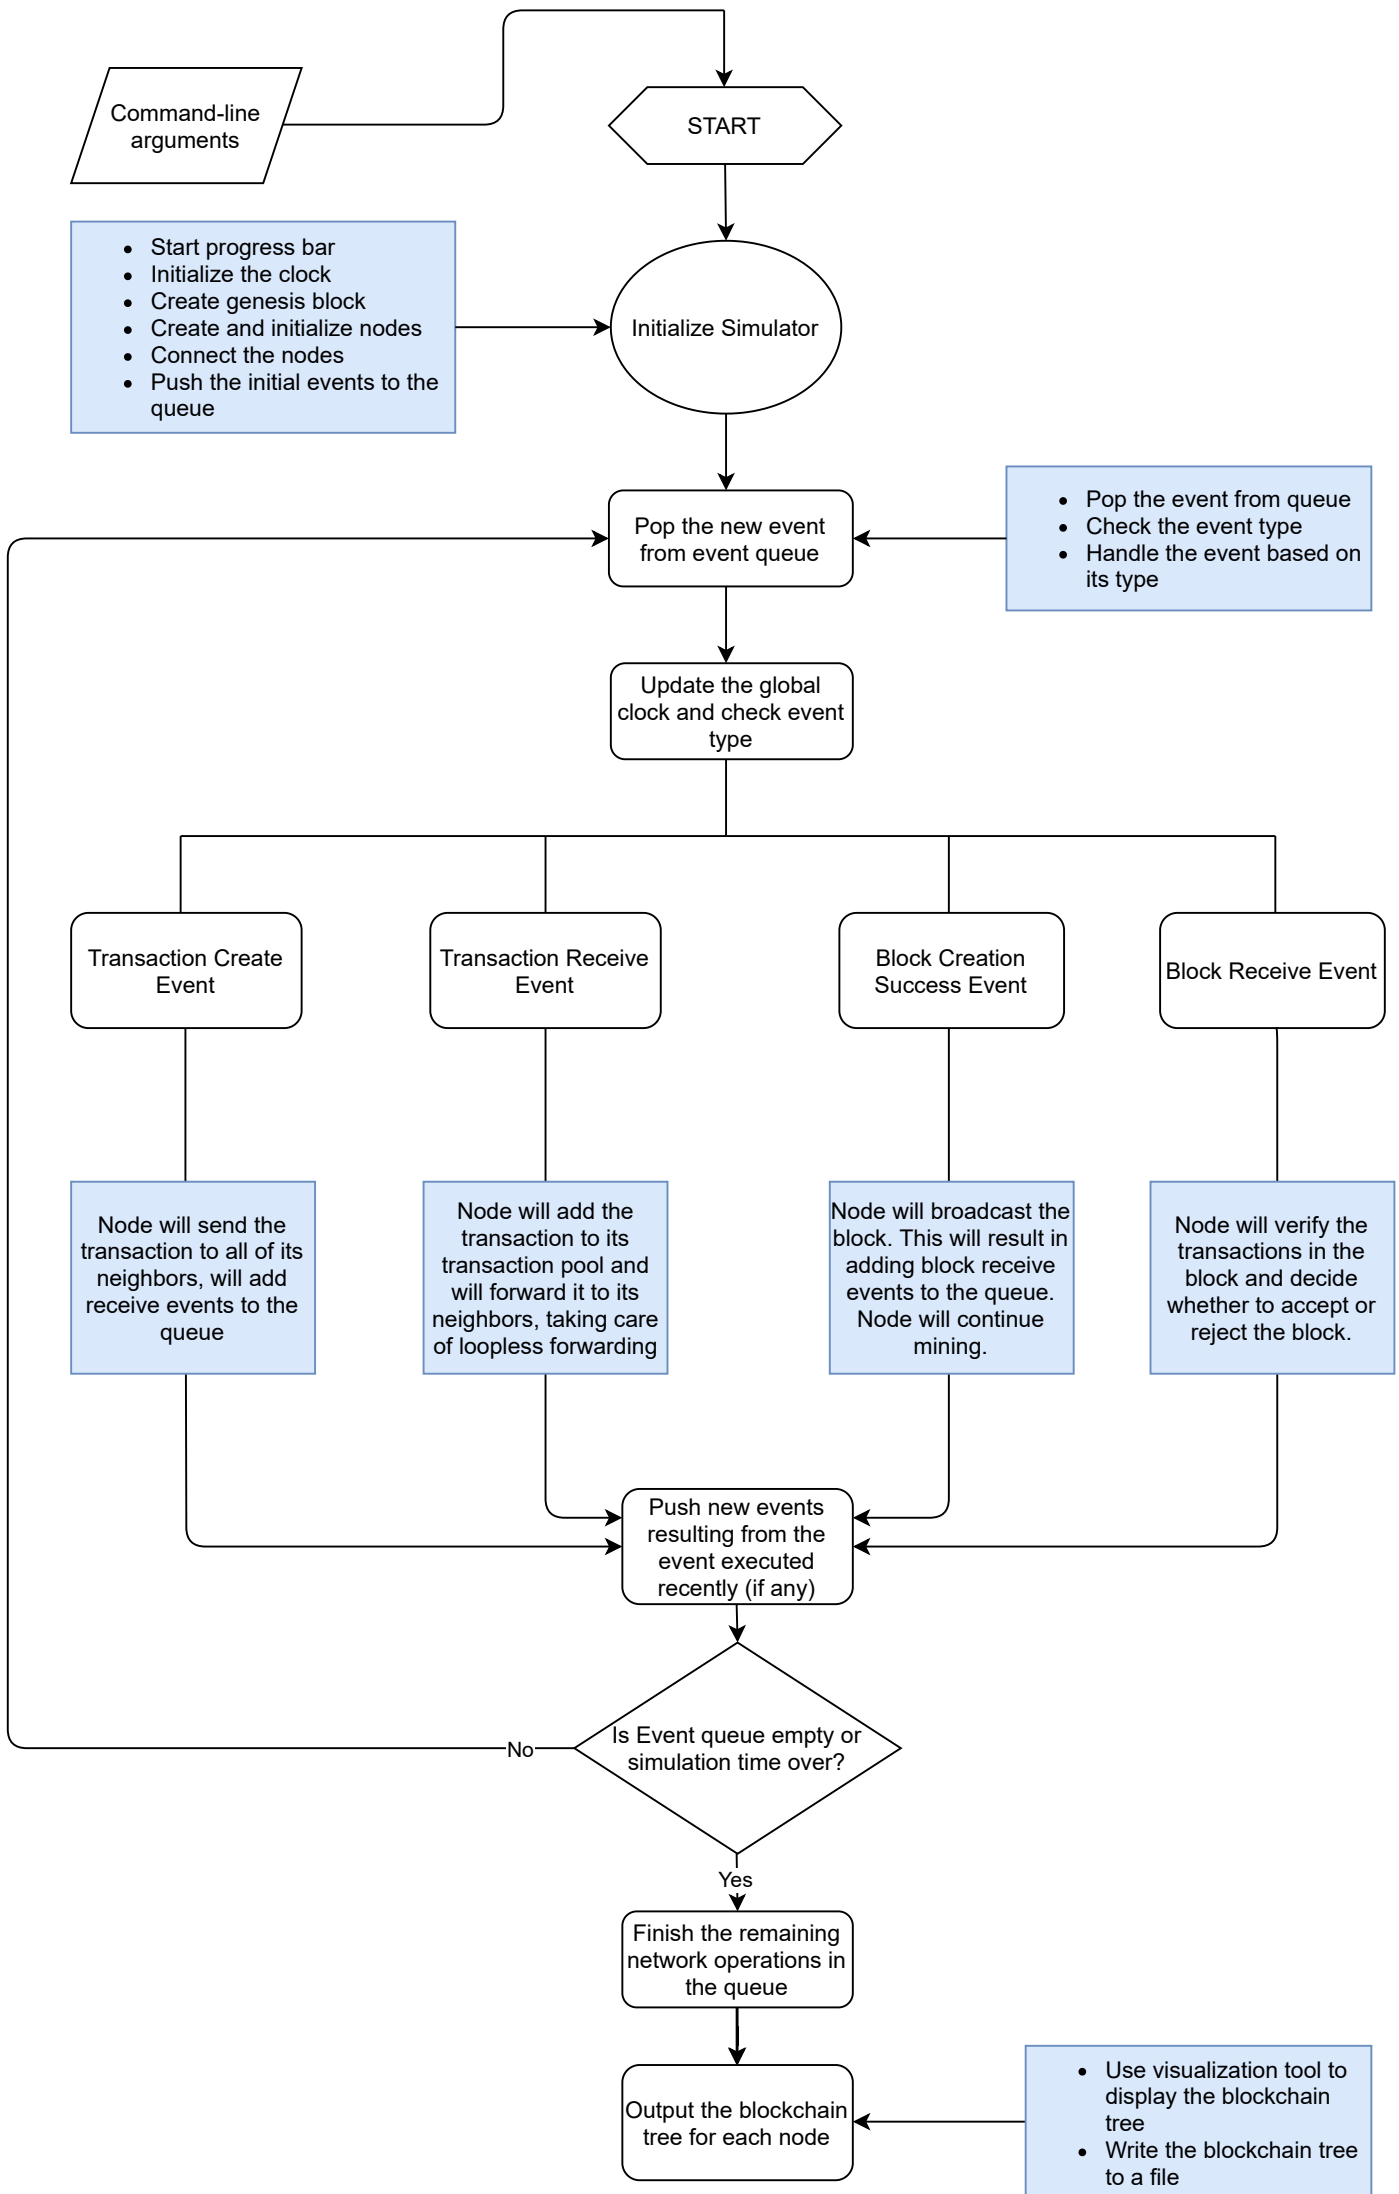 Command-line
arguments
START
• Start progress bar
• Initialize the clock
• Create genesis block
• Create and initialize nodes
• Connect the nodes
• Push the initial events to the
queue
Initialize Simulator
Pop the new event
from event queue
• Pop the event from queue
• Check the event type
• Handle the event based on
its type
Update the global
clock and check event
type
Transaction Create
Event
Transaction Receive
Event
Block Creation
Success Event
Block Receive Event
Node will send the
transaction to all of its
neighbors, will add
receive events to the
queue
Node will add the
transaction to its
transaction pool and
will forward it to its
neighbors, taking care
of loopless forwarding
Node will broadcast the
block. This will result in
adding block receive
events to the queue.
Node will continue
mining.
Node will verify the
transactions in the
block and decide
whether to accept or
reject the block.
Push new events
resulting from the
event executed
recently (if any)
Is Event queue empty or
simulation time over?
No
Yes
Finish the remaining
network operations in
the queue
Output the blockchain
tree for each node
• Use visualization tool to
display the blockchain
tree
• Write the blockchain tree
to a file